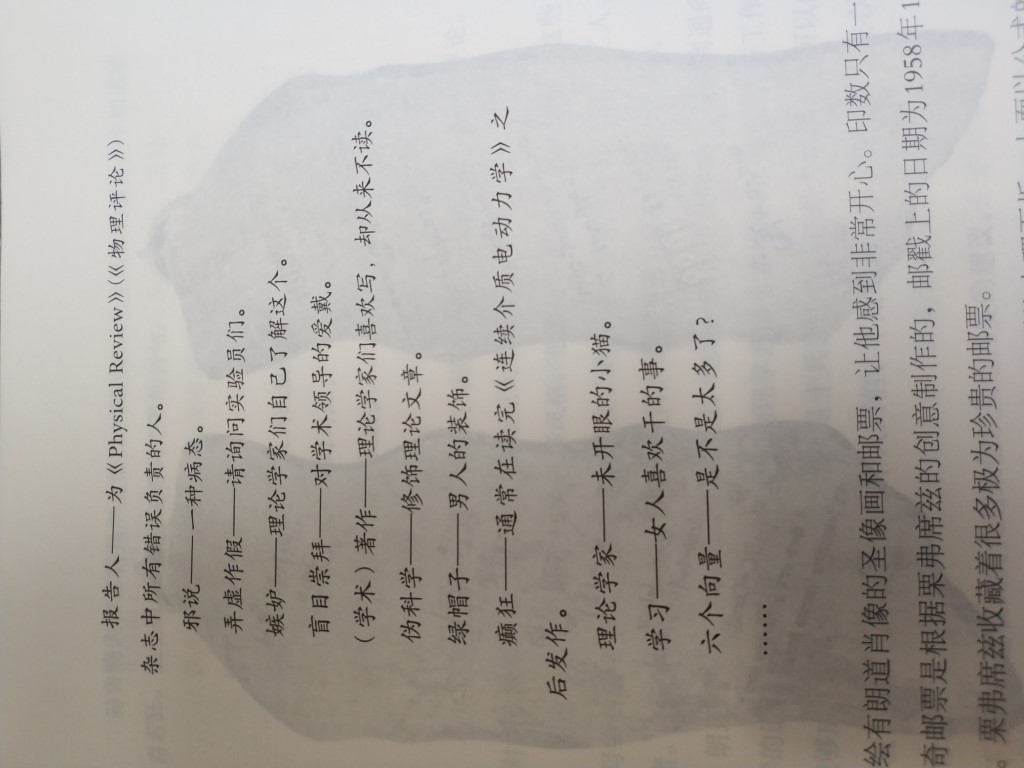 报告人——为《Physical Review》(《物理评论》)
杂志中所有错误负责的人。
邪说——一种病态。
弄虚作假——请询问实验员们。
嫉妒——理论学家们自己了解这个。
盲目崇拜——对学术领导的爱戴。
（学术）著作——理论学家们喜欢写，却从来不读。
伪科学——修饰理论文章。
绿帽子——男人的装饰。
癫狂——通常在读完《连续介质电动力学》之
后发作。
理论学家——未开眼的小猫。
学习——女人喜欢干的事。
六个向量——是不是太多了？
……
绘有朗道肖像的圣像画和邮票，让他感到非常开心。印数只有一
奇邮票是根据栗弗席兹的创意制作的，邮戳上的日期为1958年1
。栗弗席兹收藏着很多极为珍贵的邮票。